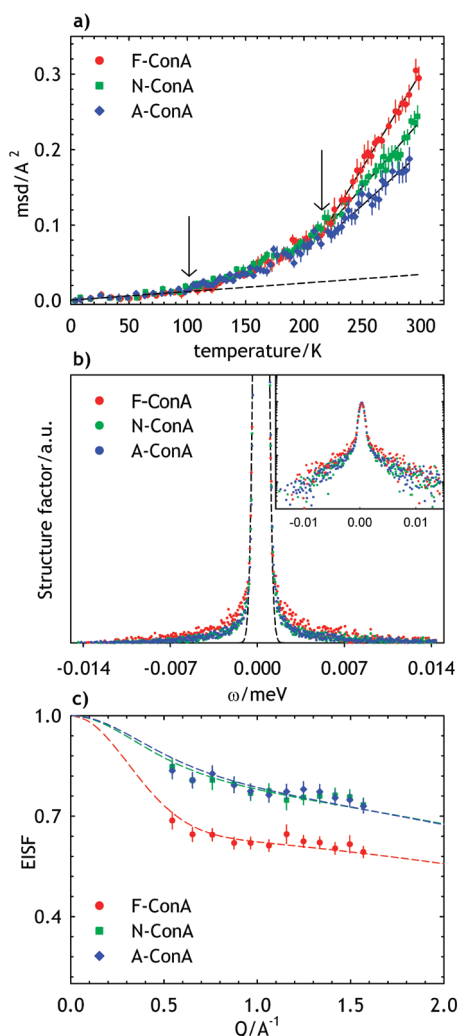 a)
F-ConA
N-ConA
A-ConA
msd/A²
0.3
0.2
0.1
0.0
0 50 100 150 200 250 300
temperature/K
b)
F-ConA
N-ConA
A-ConA
Structure factor/a.u.
-0.01 0.00 0.01
-0.014 -0.007 0.000 0.007 0.014
ω/meV
c)
1.0
0.7
0.4
EISF
F-ConA
N-ConA
A-ConA
0.0 0.5 1.0 1.5 2.0
Q/A⁻¹